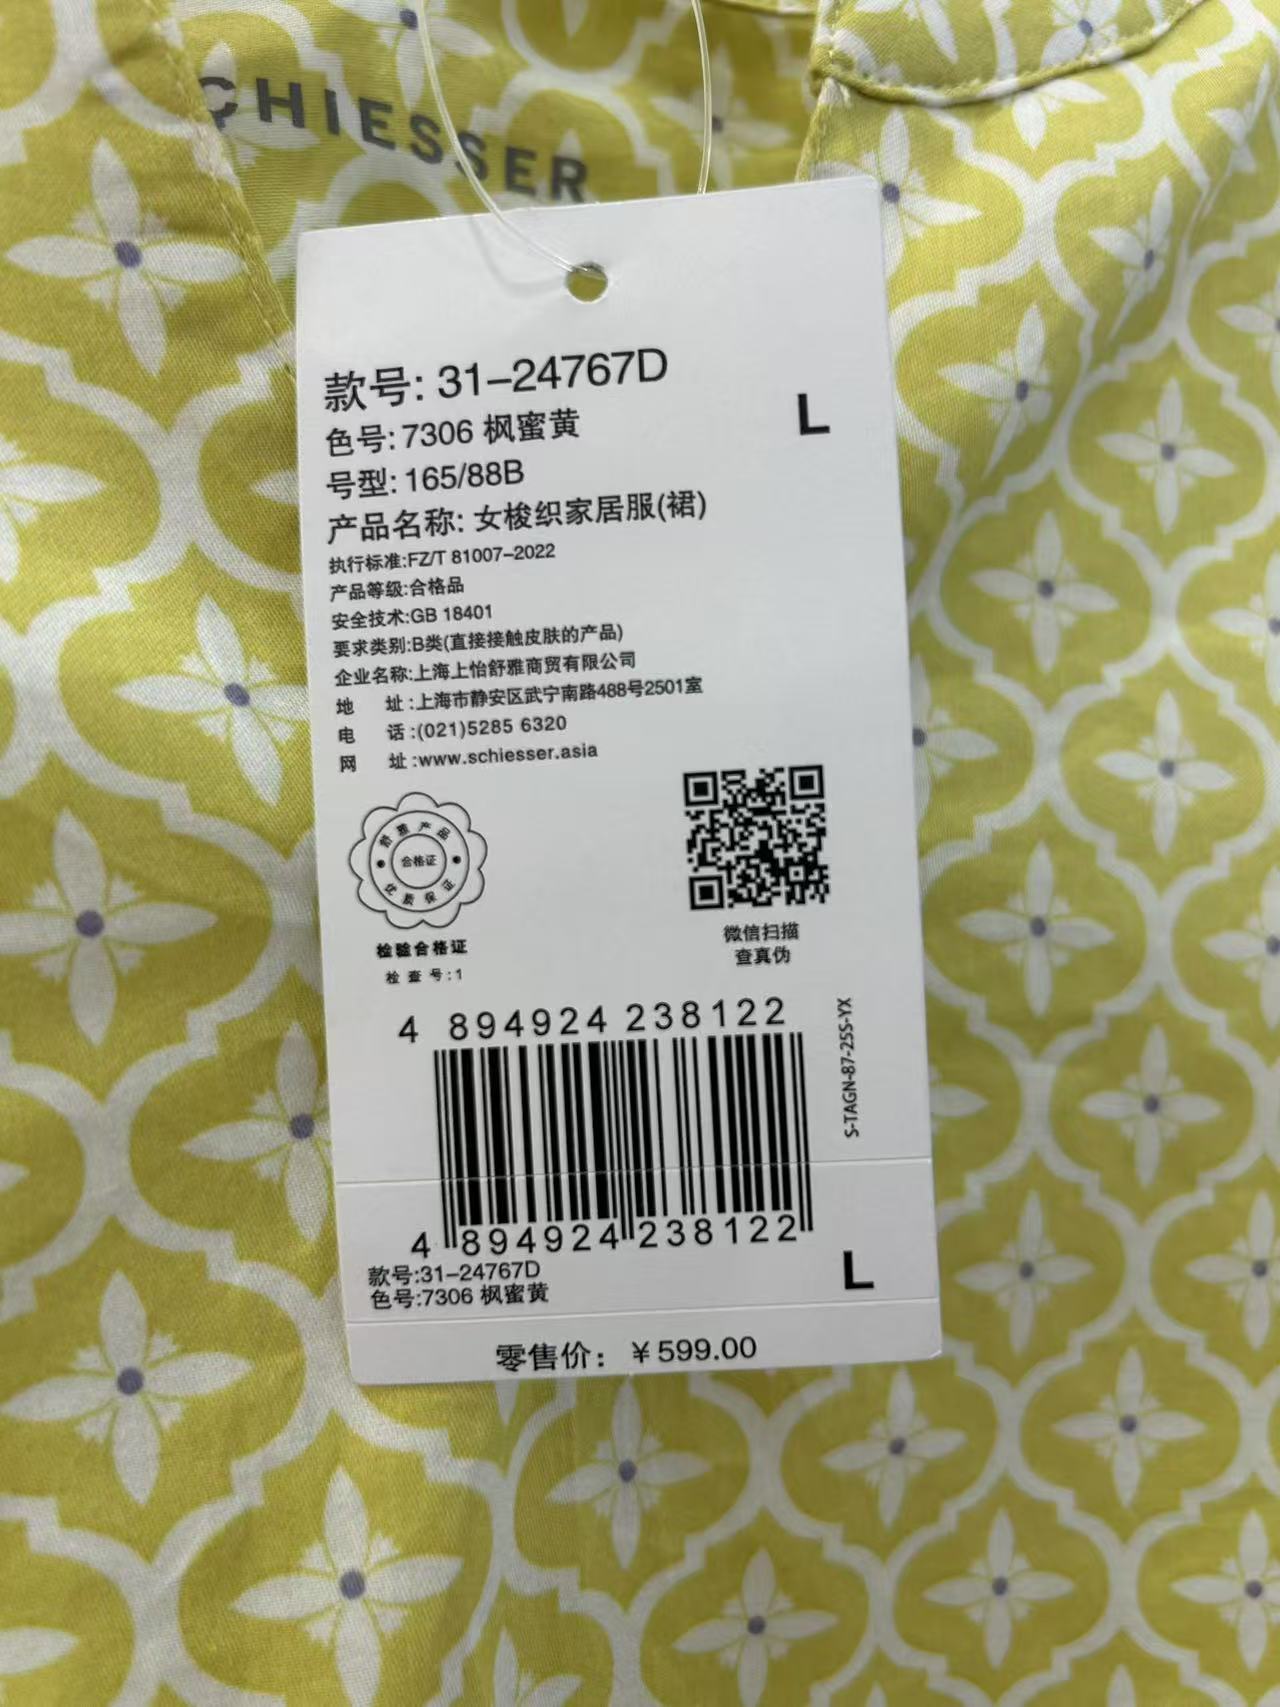 CHIESSER
款号: 31-24767D
L
色号: 7306 枫蜜黄
号型: 165/88B
产品名称: 女梭织家居服(裙)
执行标准:FZ/T 81007-2022
产品等级:合格品
安全技术:GB 18401
要求类别:B类(直接接触皮肤的产品)
企业名称:上海上怡舒雅商贸有限公司
地 址:上海市静安区武宁南路488号2501室
电 话:(021)5285 6320
网 址:www.schiesser.asia
舒雅产品
合格证
优质保证
检验合格证
检查号:1
微信扫描
查真伪
4 894924 238122
S-TAGN-87-25S-YX
4 894924 238122
款号:31-24767D
色号:7306 枫蜜黄
L
零售价：￥599.00